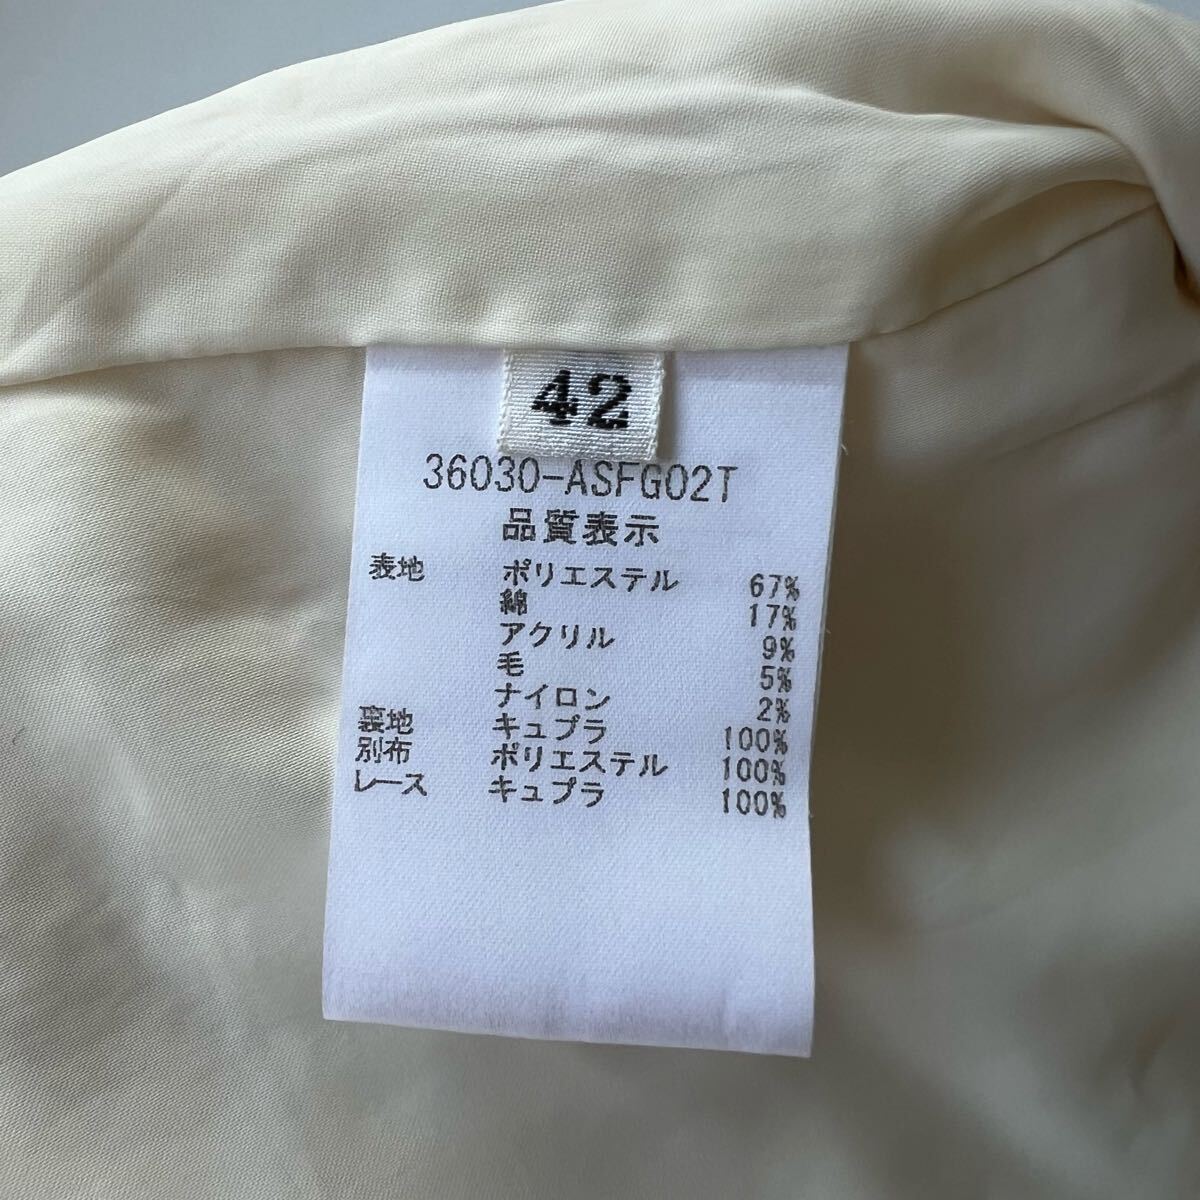 42
36030-ASFG02T
品質表示
表地 ポリエステル 67%
綿 17%
アクリル 9%
毛 5%
ナイロン 2%
裏地 キュプラ 100%
別布 ポリエステル 100%
レース キュプラ 100%